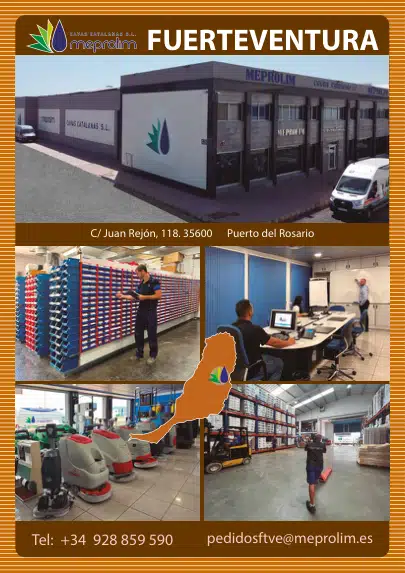 CAVAS CATALANAS S.L.
meprolim
FUERTEVENTURA
MEPROLIM
CAVAS CATALANAS S.L.
MEPROLIM
C/ Juan Rejón, 118. 35600 Puerto del Rosario
Tel: +34 928 859 590
pedidosftve@meprolim.es